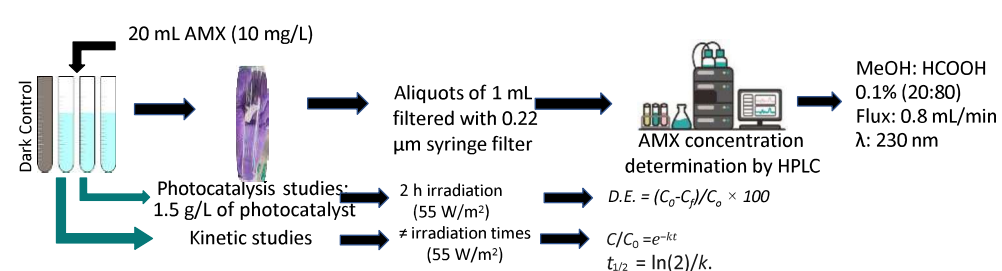 20 mL AMX (10 mg/L)
Dark Control
Aliquots of 1 mL
filtered with 0.22
µm syringe filter
AMX concentration
determination by HPLC
MeOH: HCOOH
0.1% (20:80)
Flux: 0.8 mL/min
λ: 230 nm
Photocatalysis studies:
1.5 g/L of photocatalyst
2 h irradiation
(55 W/m²)
D.E. = (C₀-Cf)/Cₒ × 100
Kinetic studies
≠ irradiation times
(55 W/m²)
C/C₀ =e⁻ᵏᵗ
t₁/₂ = ln(2)/k.